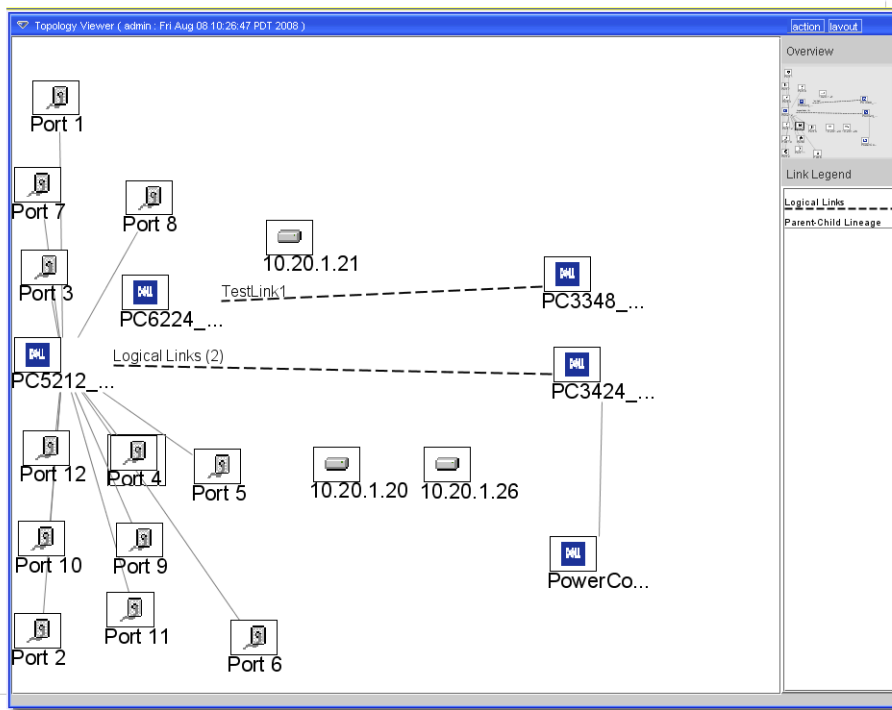 Topology Viewer ( admin : Fri Aug 08 10:26:47 PDT 2008 )
action layout
Overview
Port 1
Port 7
Port 8
10.20.1.21
Link Legend
Logical Links
Parent-Child Lineage
Port 3
PC6224_...
TestLink1
PC3348_...
PC5212_...
Logical Links (2)
PC3424_...
Port 12
Port 4
Port 5
10.20.1.20
10.20.1.26
Port 10
Port 9
PowerCo...
Port 2
Port 11
Port 6